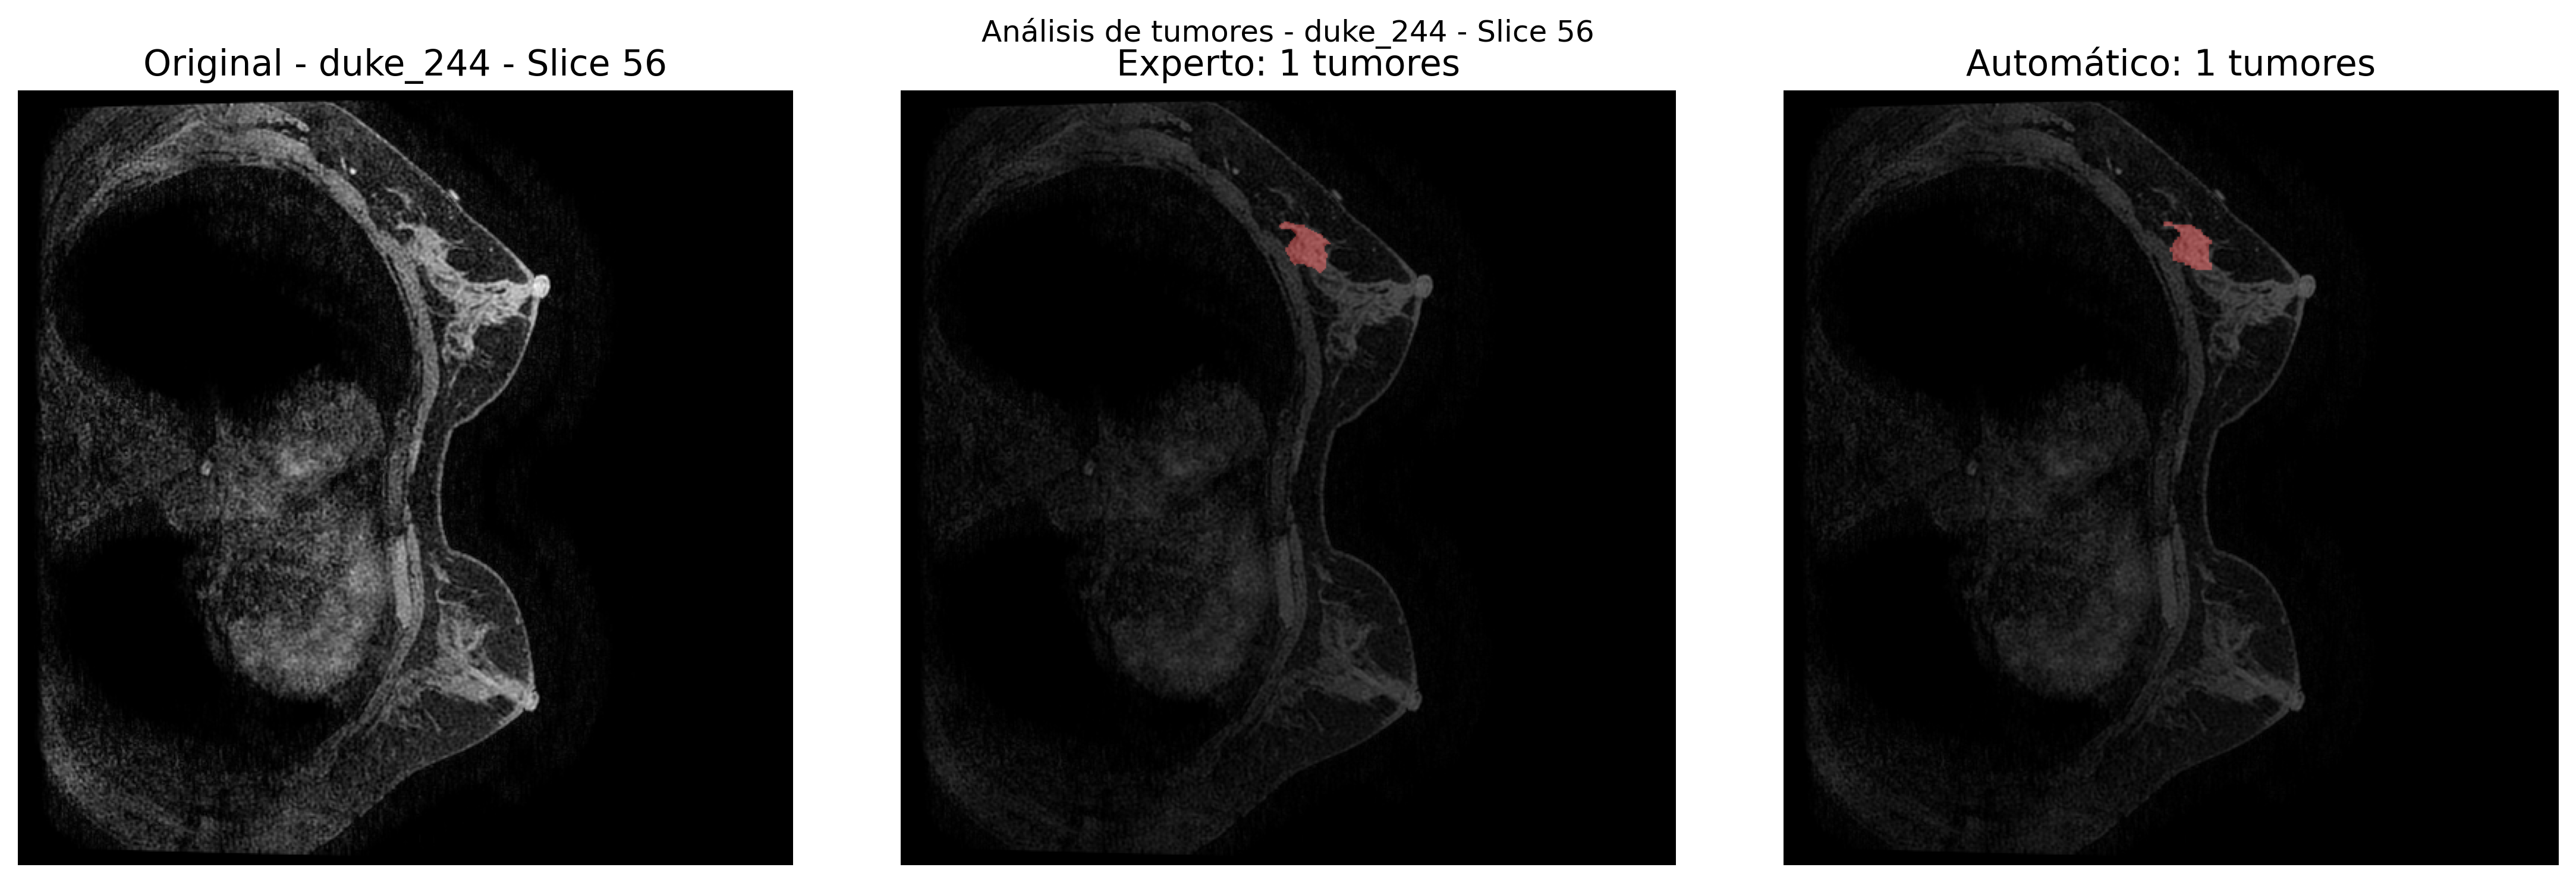 Análisis de tumores - duke_244 - Slice 56
Original - duke_244 - Slice 56
Experto: 1 tumores
Automático: 1 tumores